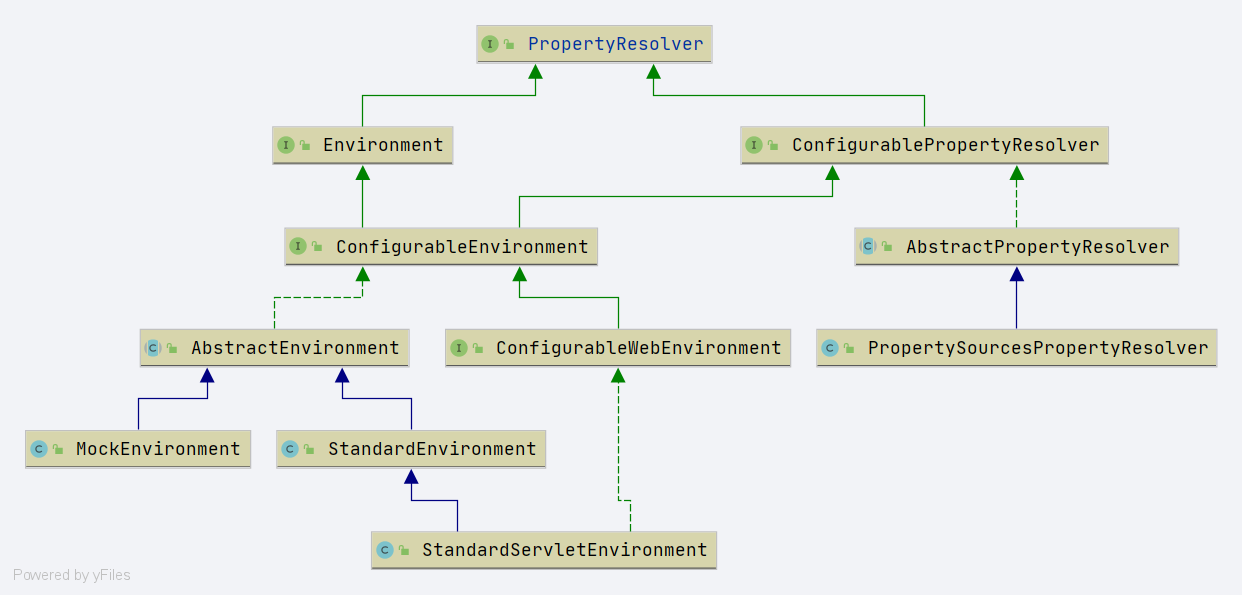 I PropertyResolver
I Environment
I ConfigurablePropertyResolver
I ConfigurableEnvironment
C AbstractPropertyResolver
C AbstractEnvironment
I ConfigurableWebEnvironment
C PropertySourcesPropertyResolver
C MockEnvironment
C StandardEnvironment
C StandardServletEnvironment
Powered by yFiles